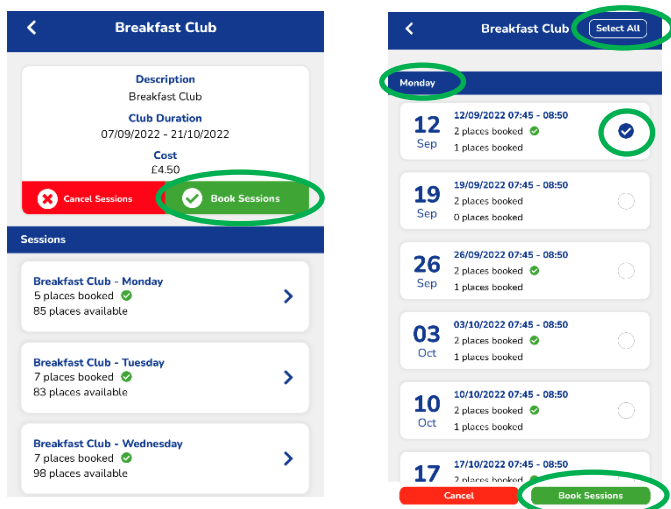 Breakfast Club
Description
Breakfast Club
Club Duration
07/09/2022 - 21/10/2022
Cost
£4.50
Cancel Sessions
Book Sessions
Sessions
Breakfast Club - Monday
5 places booked
85 places available
Breakfast Club - Tuesday
7 places booked
83 places available
Breakfast Club - Wednesday
7 places booked
98 places available
Breakfast Club
Select All
Monday
12 Sep
12/09/2022 07:45 - 08:50
2 places booked
1 places booked
19 Sep
19/09/2022 07:45 - 08:50
2 places booked
0 places booked
26 Sep
26/09/2022 07:45 - 08:50
2 places booked
1 places booked
03 Oct
03/10/2022 07:45 - 08:50
2 places booked
1 places booked
10 Oct
10/10/2022 07:45 - 08:50
2 places booked
1 places booked
17
17/10/2022 07:45 - 08:50
2 places booked
Cancel
Book Sessions